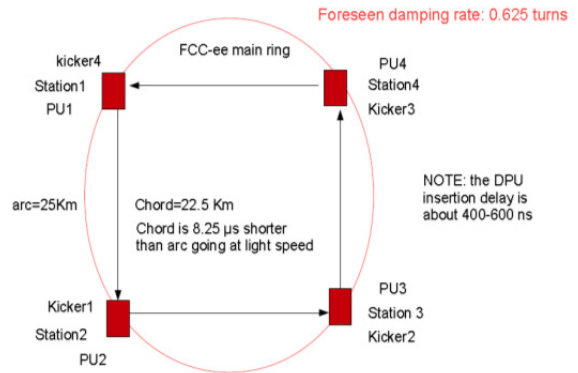 Foreseen damping rate: 0.625 turns
FCC-ee main ring
kicker4
Station1
PU1
PU4
Station4
Kicker3
arc=25Km
Chord=22.5 Km
Chord is 8.25 µs shorter
than arc going at light speed
NOTE: the DPU
insertion delay is
about 400-600 ns
Kicker1
Station2
PU2
PU3
Station 3
Kicker2